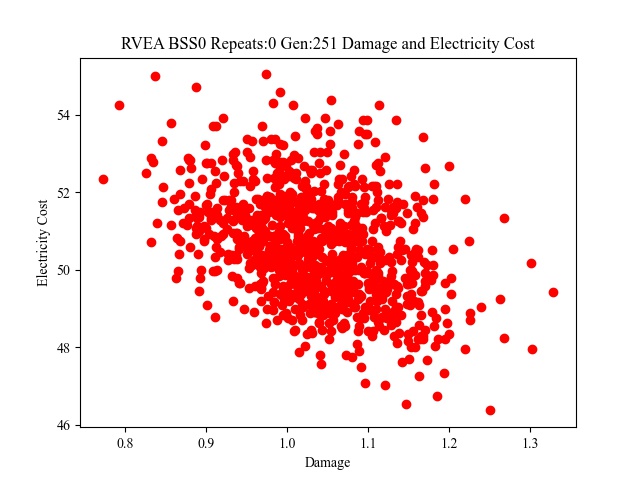 RVEA BSS0 Repeats:0 Gen:251 Damage and Electricity Cost
54
52
50
48
46
Electricity Cost
0.8 0.9 1.0 1.1 1.2 1.3
Damage